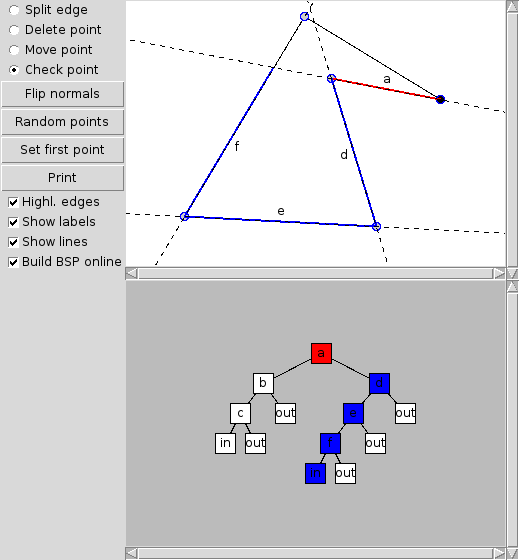 Split edge
Delete point
Move point
Check point
Flip normals
Random points
Set first point
Print
Highl. edges
Show labels
Show lines
Build BSP online
a
f
d
e
a
b
d
c
out
e
out
in
out
f
out
in
out